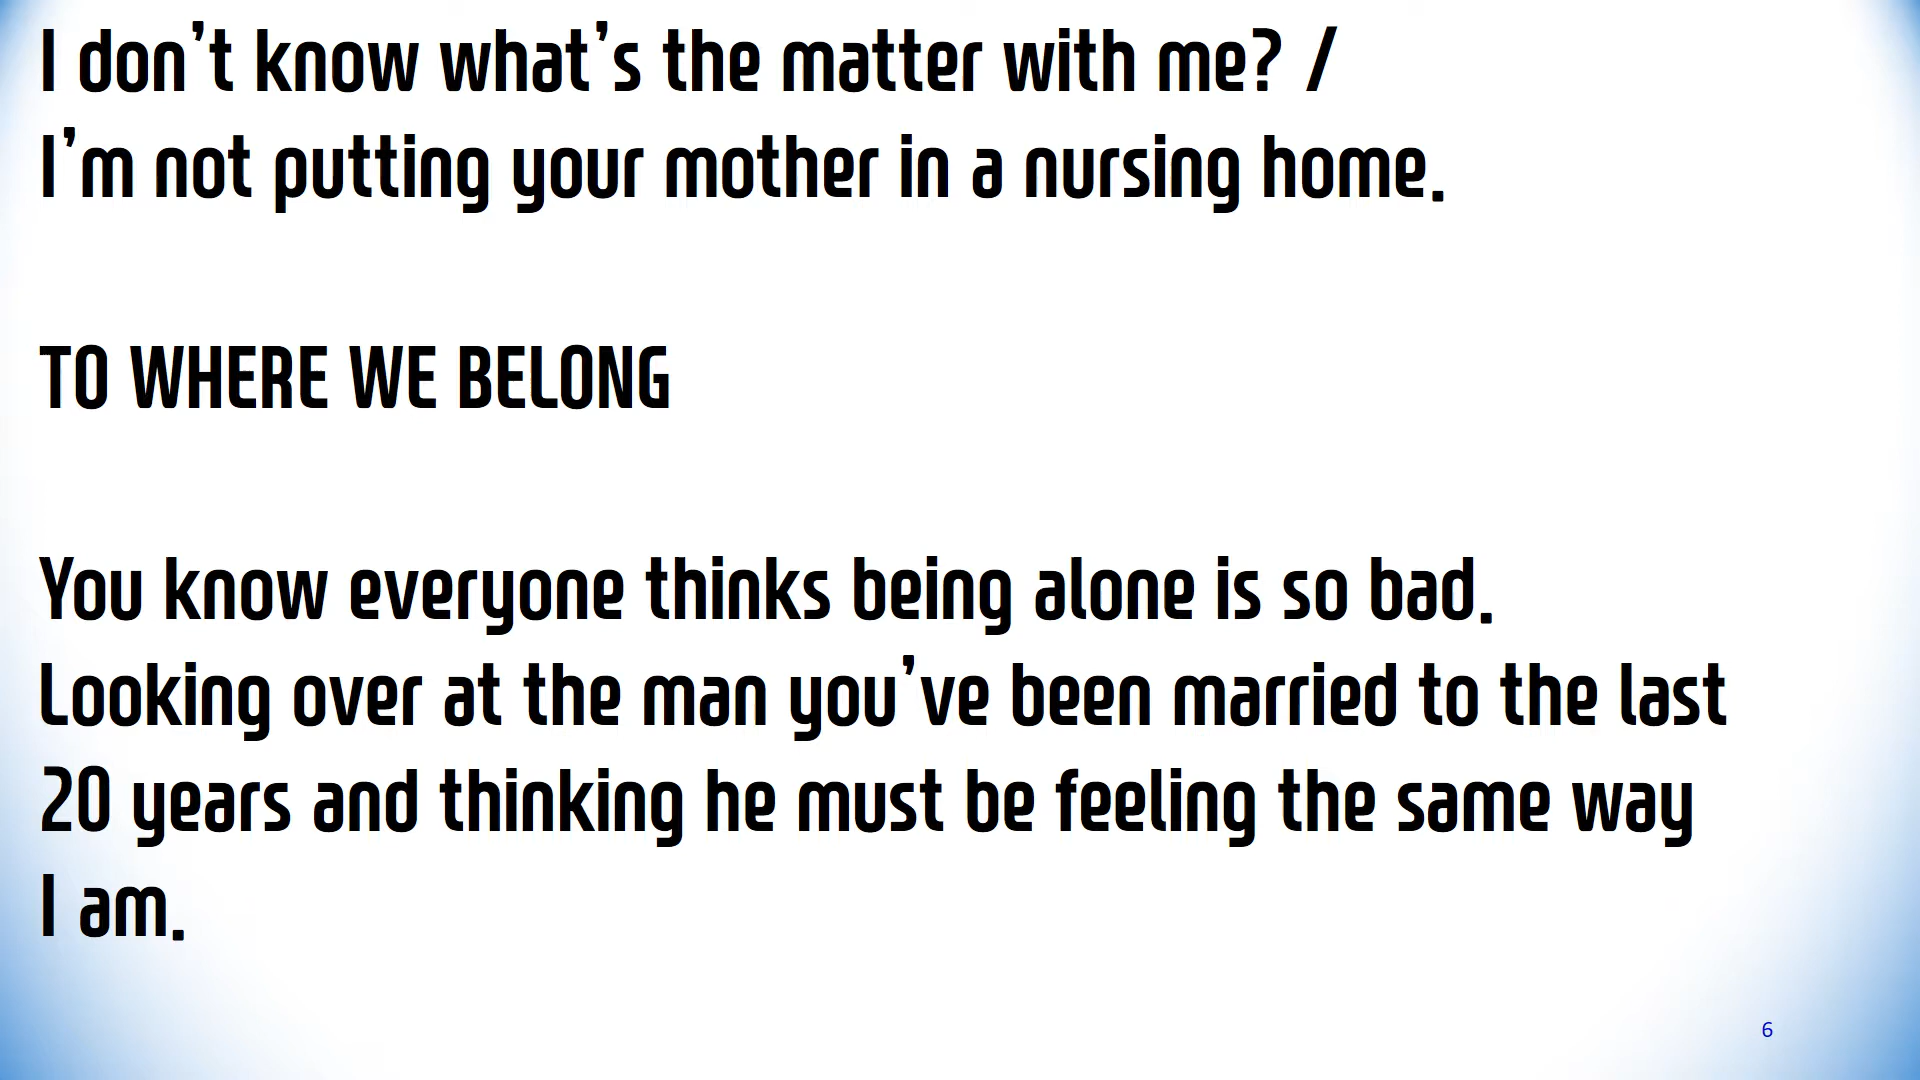 I don’t know what’s the matter with me? /
I’m not putting your mother in a nursing home.
TO WHERE WE BELONG
You know everyone thinks being alone is so bad.
Looking over at the man you’ve been married to the last
20 years and thinking he must be feeling the same way
I am.
6